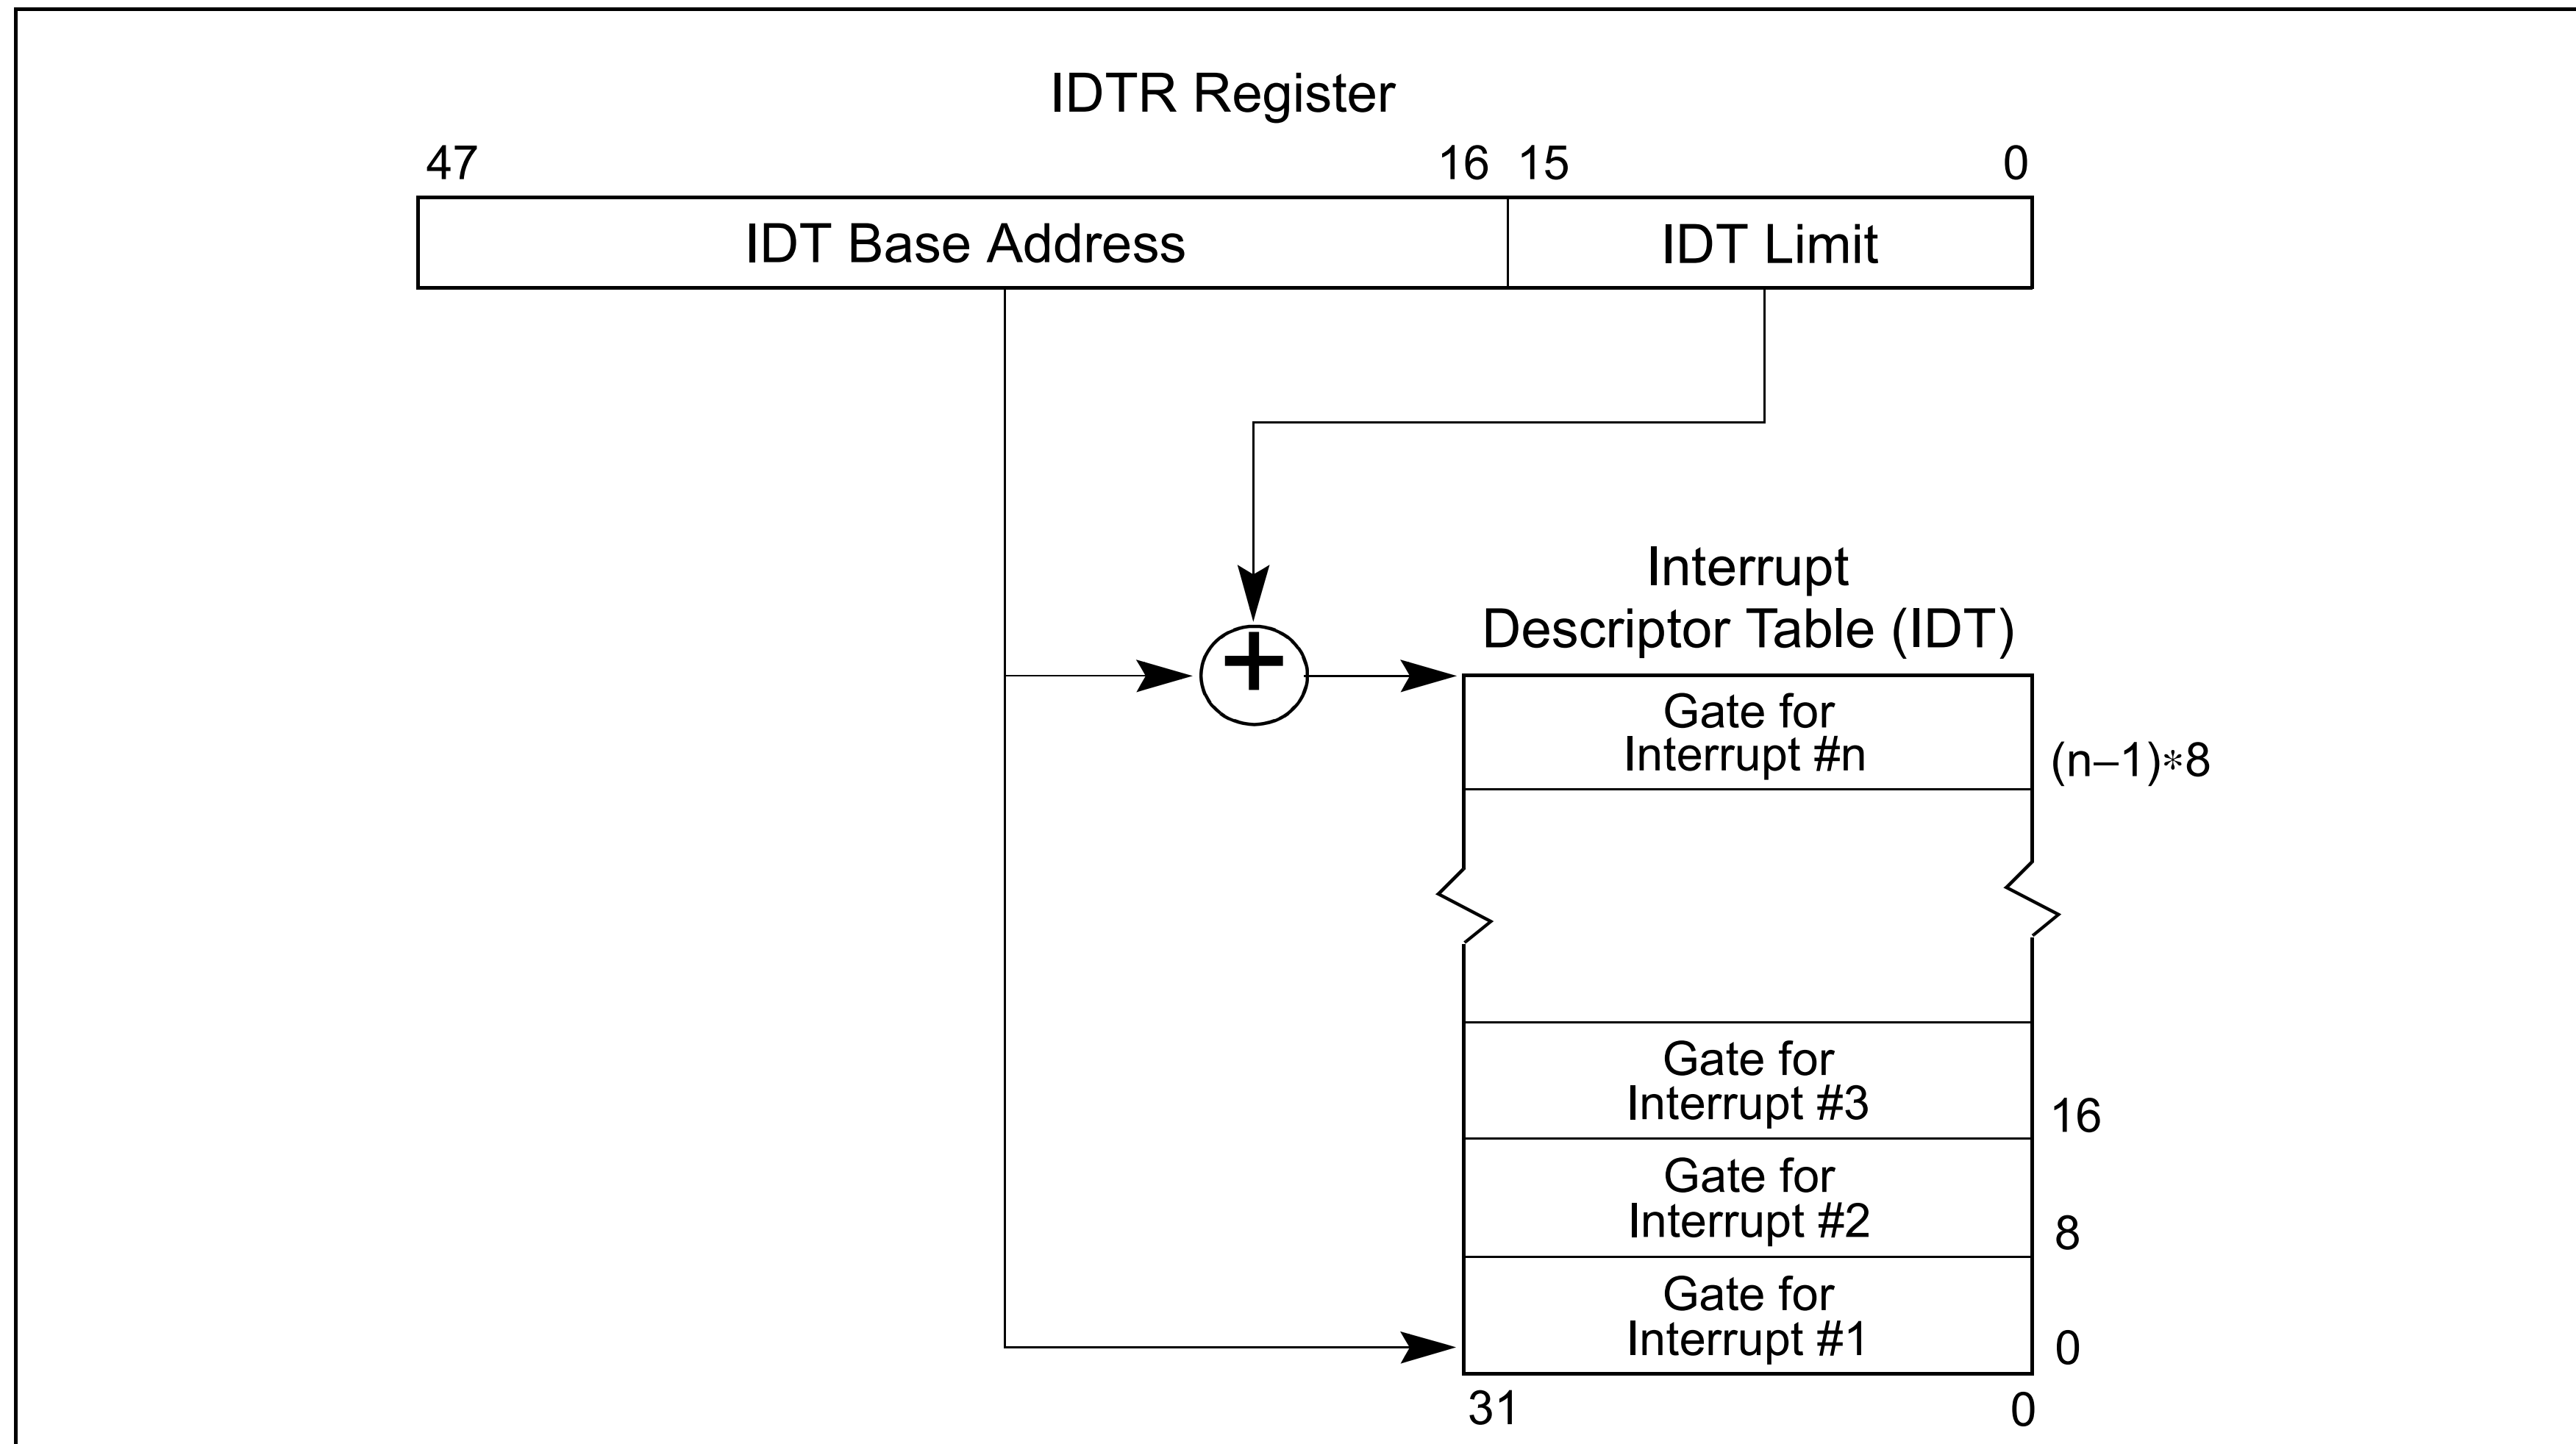 IDTR Register
47 16 15 0
IDT Base Address IDT Limit
+
Interrupt
Descriptor Table (IDT)
Gate for
Interrupt #n
(n–1)*8
Gate for
Interrupt #3
16
Gate for
Interrupt #2
8
Gate for
Interrupt #1
0
31 0